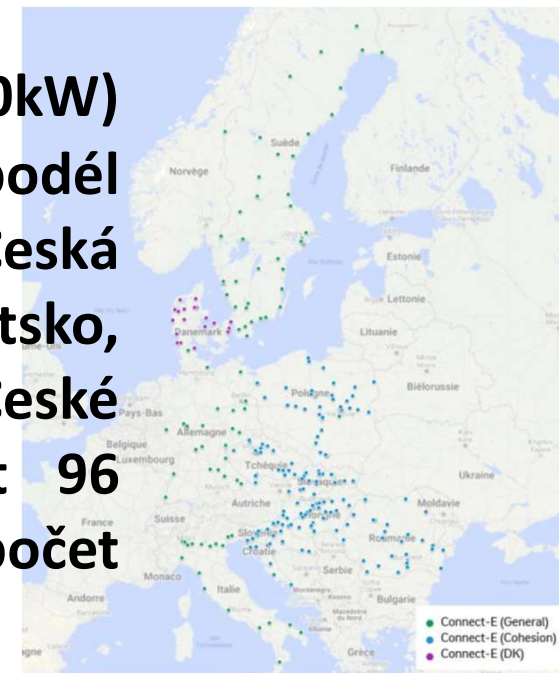 0kW)
podél
Česká
tsko,
České
t 96
počet
Suède
Norvège
Finlande
Estonie
Lettonie
Danemark
Lituanie
Biélorussie
Pologne
Pays-Bas
Allemagne
Belgique
Luxembourg
Tchéquie
Ukraine
Slovaquie
Autriche
Moldavie
France
Suisse
Hongrie
Slovénie
Croatie
Roumanie
Serbie
Monaco
Andorre
Italie
Bulgarie
Grèce
Connect-E (General)
Connect-E (Cohesion)
Connect-E (DK)